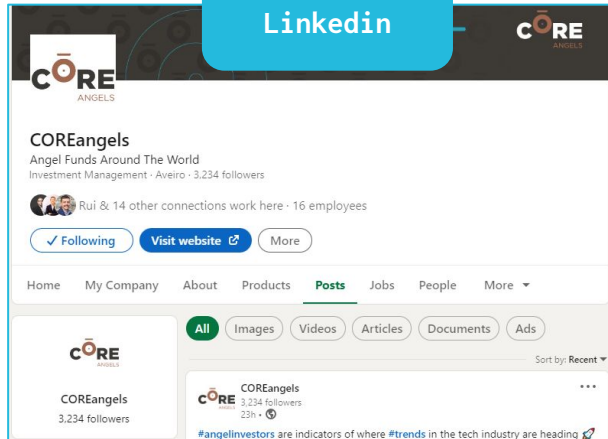 Linkedin
CŌRE
ANGELS
CŌRE
ANGELS
COREangels
Angel Funds Around The World
Investment Management · Aveiro · 3,234 followers
Rui & 14 other connections work here · 16 employees
✓ Following
Visit website
More
Home My Company About Products Posts Jobs People More
All Images Videos Articles Documents Ads
Sort by: Recent
CŌRE
ANGELS
COREangels
3,234 followers
CŌRE
ANGELS
COREangels
3,234 followers
23h •
#angelinvestors are indicators of where #trends in the tech industry are heading 🚀